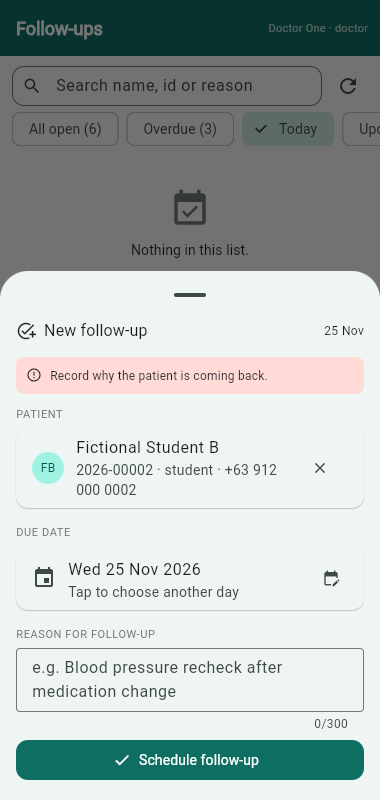 Follow-ups
Doctor One · doctor
Search name, id or reason
All open (6)
Overdue (3)
Today
Upc
Nothing in this list.
New follow-up
25 Nov
Record why the patient is coming back.
PATIENT
FB
Fictional Student B
2026-00002 · student · +63 912
000 0002
DUE DATE
Wed 25 Nov 2026
Tap to choose another day
REASON FOR FOLLOW-UP
e.g. Blood pressure recheck after
medication change
0/300
Schedule follow-up